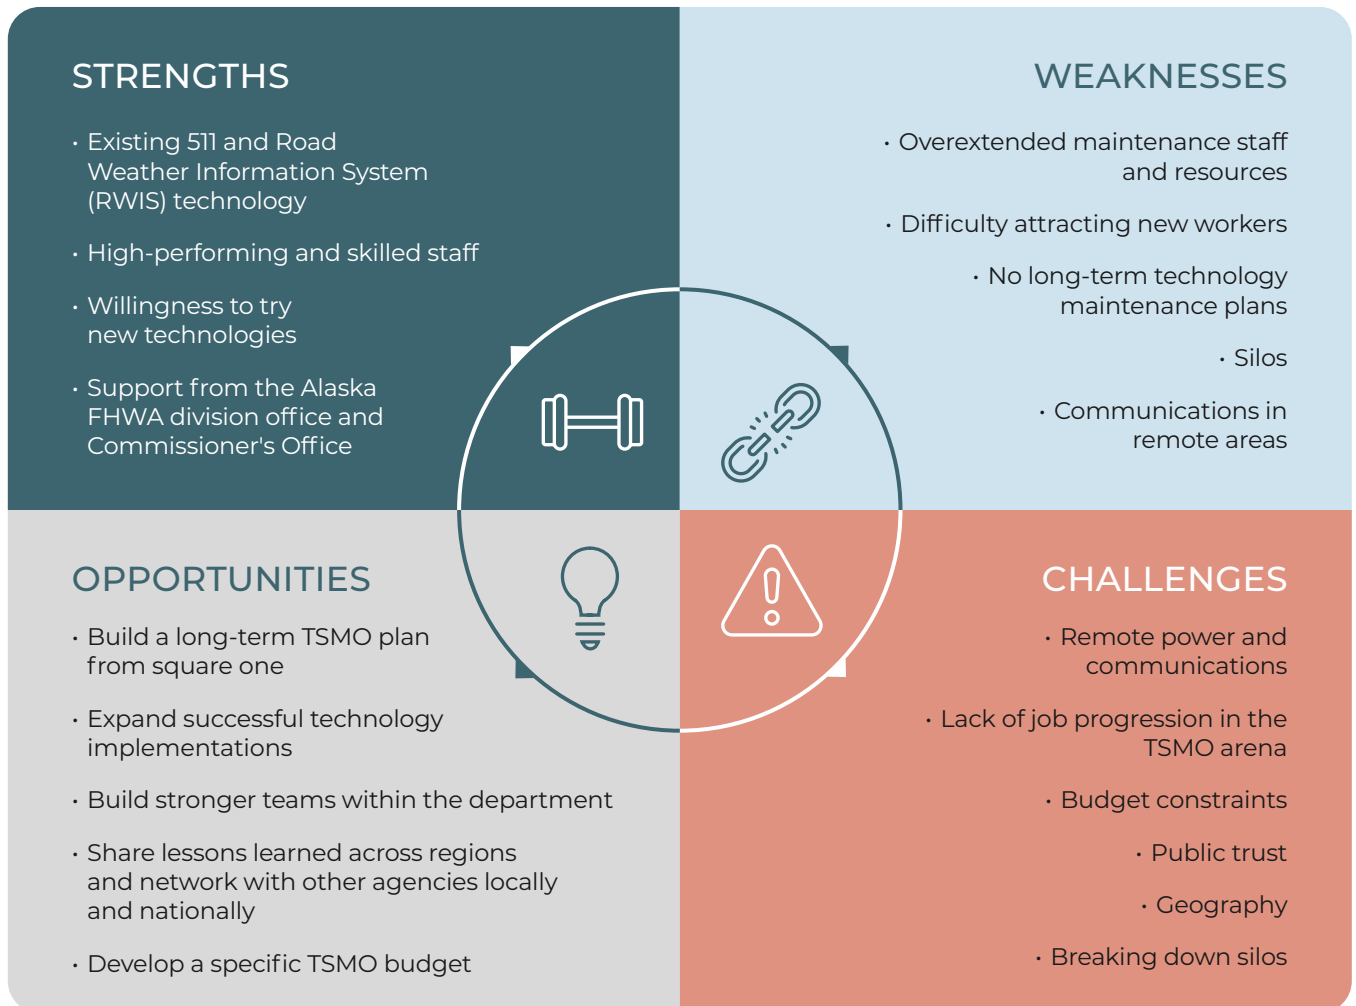 STRENGTHS
· Existing 511 and Road
Weather Information System
(RWIS) technology
· High-performing and skilled staff
· Willingness to try
new technologies
· Support from the Alaska
FHWA division office and
Commissioner's Office
WEAKNESSES
· Overextended maintenance staff
and resources
· Difficulty attracting new workers
· No long-term technology
maintenance plans
· Silos
· Communications in
remote areas
OPPORTUNITIES
· Build a long-term TSMO plan
from square one
· Expand successful technology
implementations
· Build stronger teams within the department
· Share lessons learned across regions
and network with other agencies locally
and nationally
· Develop a specific TSMO budget
CHALLENGES
· Remote power and
communications
· Lack of job progression in the
TSMO arena
· Budget constraints
· Public trust
· Geography
· Breaking down silos